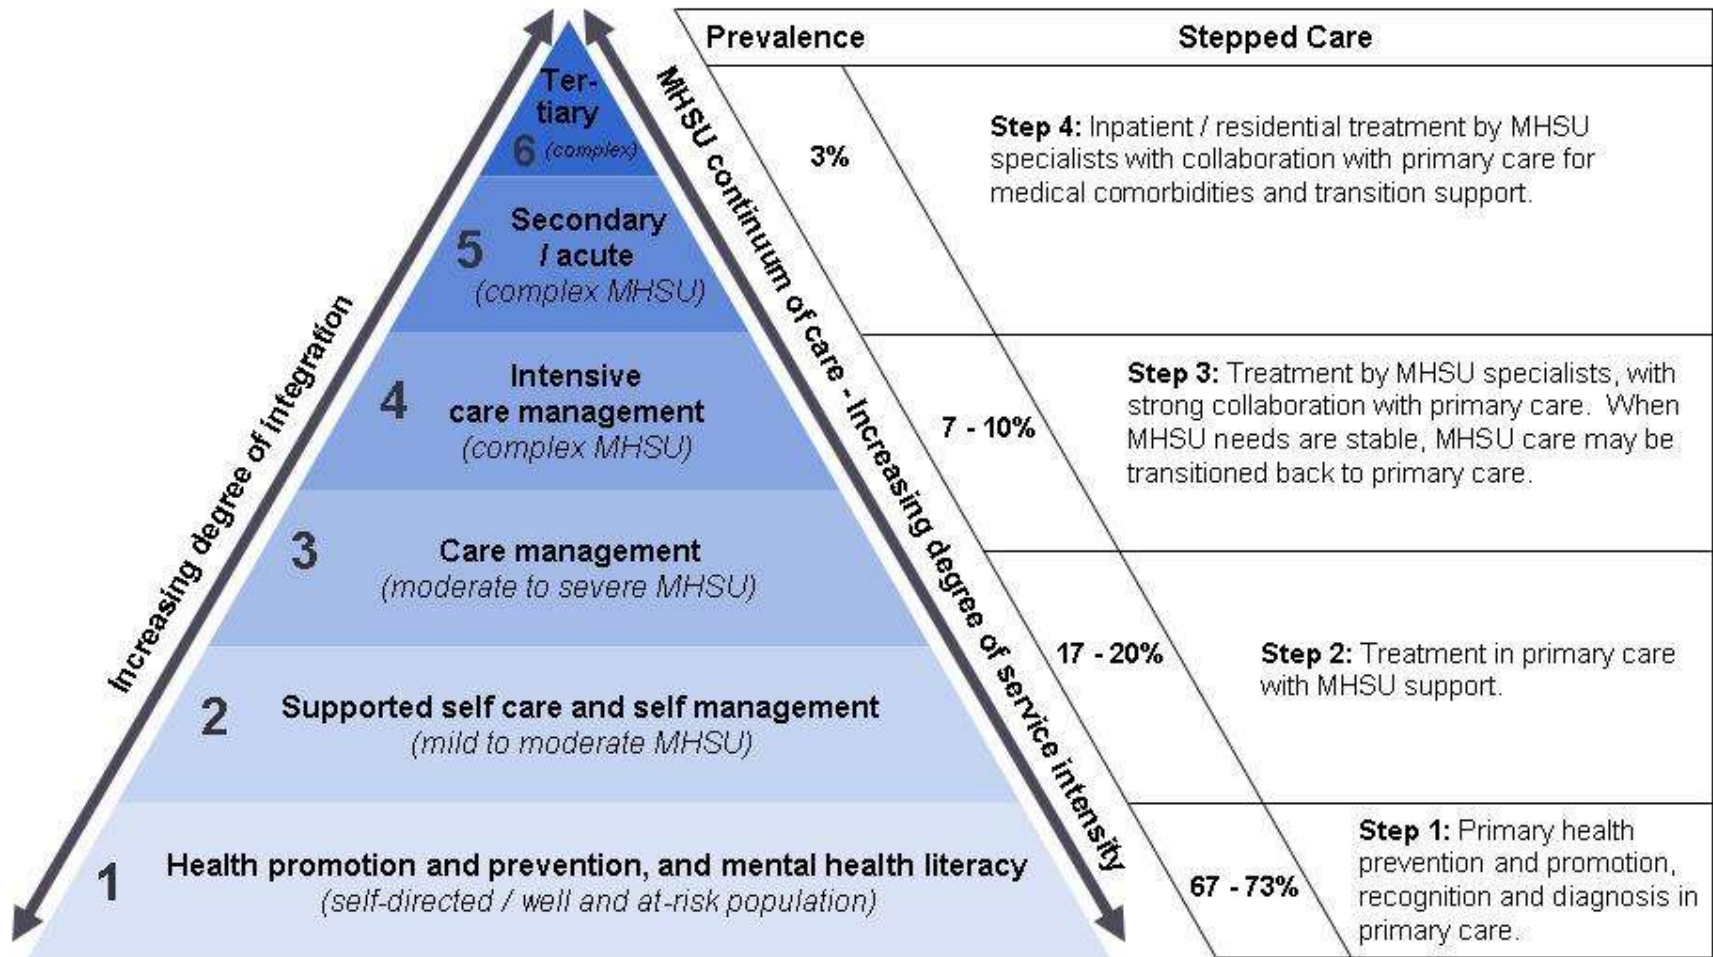 Ter-
tiary
6 (complex)
5
Secondary
/ acute
(complex MHSU)
4
Intensive
care management
(complex MHSU)
3
Care management
(moderate to severe MHSU)
2
Supported self care and self management
(mild to moderate MHSU)
1
Health promotion and prevention, and mental health literacy
(self-directed / well and at-risk population)
Increasing degree of integration
MHSU continuum of care - Increasing degree of service intensity
Prevalence
Stepped Care
3%
Step 4: Inpatient / residential treatment by MHSU
specialists with collaboration with primary care for
medical comorbidities and transition support.
7 - 10%
Step 3: Treatment by MHSU specialists, with
strong collaboration with primary care. When
MHSU needs are stable, MHSU care may be
transitioned back to primary care.
17 - 20%
Step 2: Treatment in primary care
with MHSU support.
67 - 73%
Step 1: Primary health
prevention and promotion,
recognition and diagnosis in
primary care.